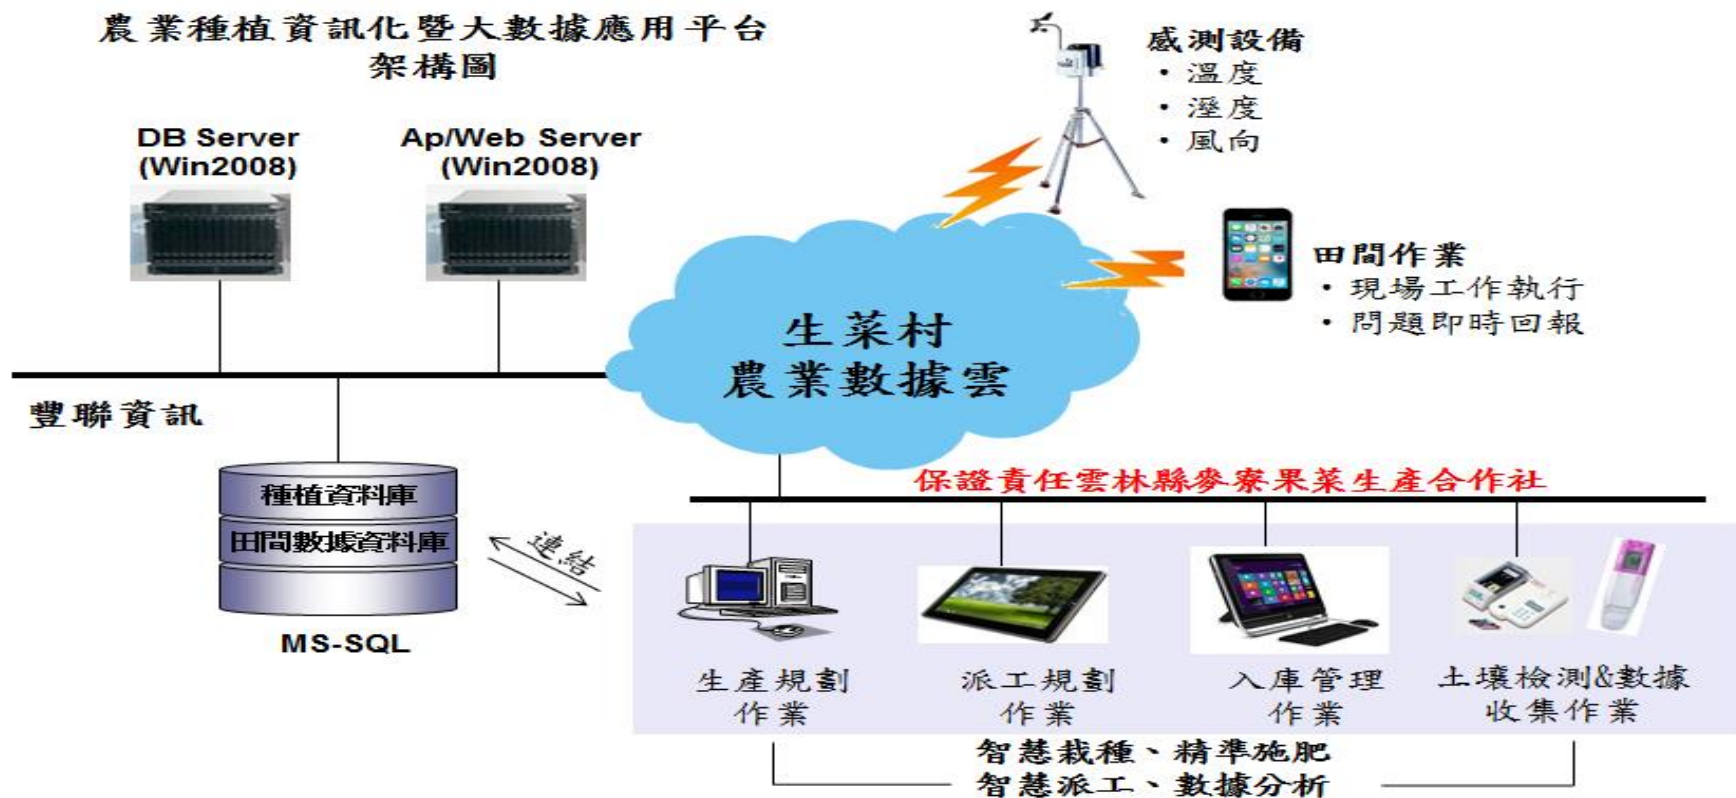 農業種植資訊化暨大數據應用平台
架構圖
DB Server
(Win2008)
Ap/Web Server
(Win2008)
感測設備
・溫度
・溼度
・風向
田間作業
・現場工作執行
・問題即時回報
生菜村
農業數據雲
豐聯資訊
種植資料庫
田間數據資料庫
MS-SQL
連結
保證責任雲林縣麥寮果菜生產合作社
生產規劃
作業
派工規劃
作業
入庫管理
作業
土壤檢測&數據
收集作業
智慧栽種、精準施肥
智慧派工、數據分析